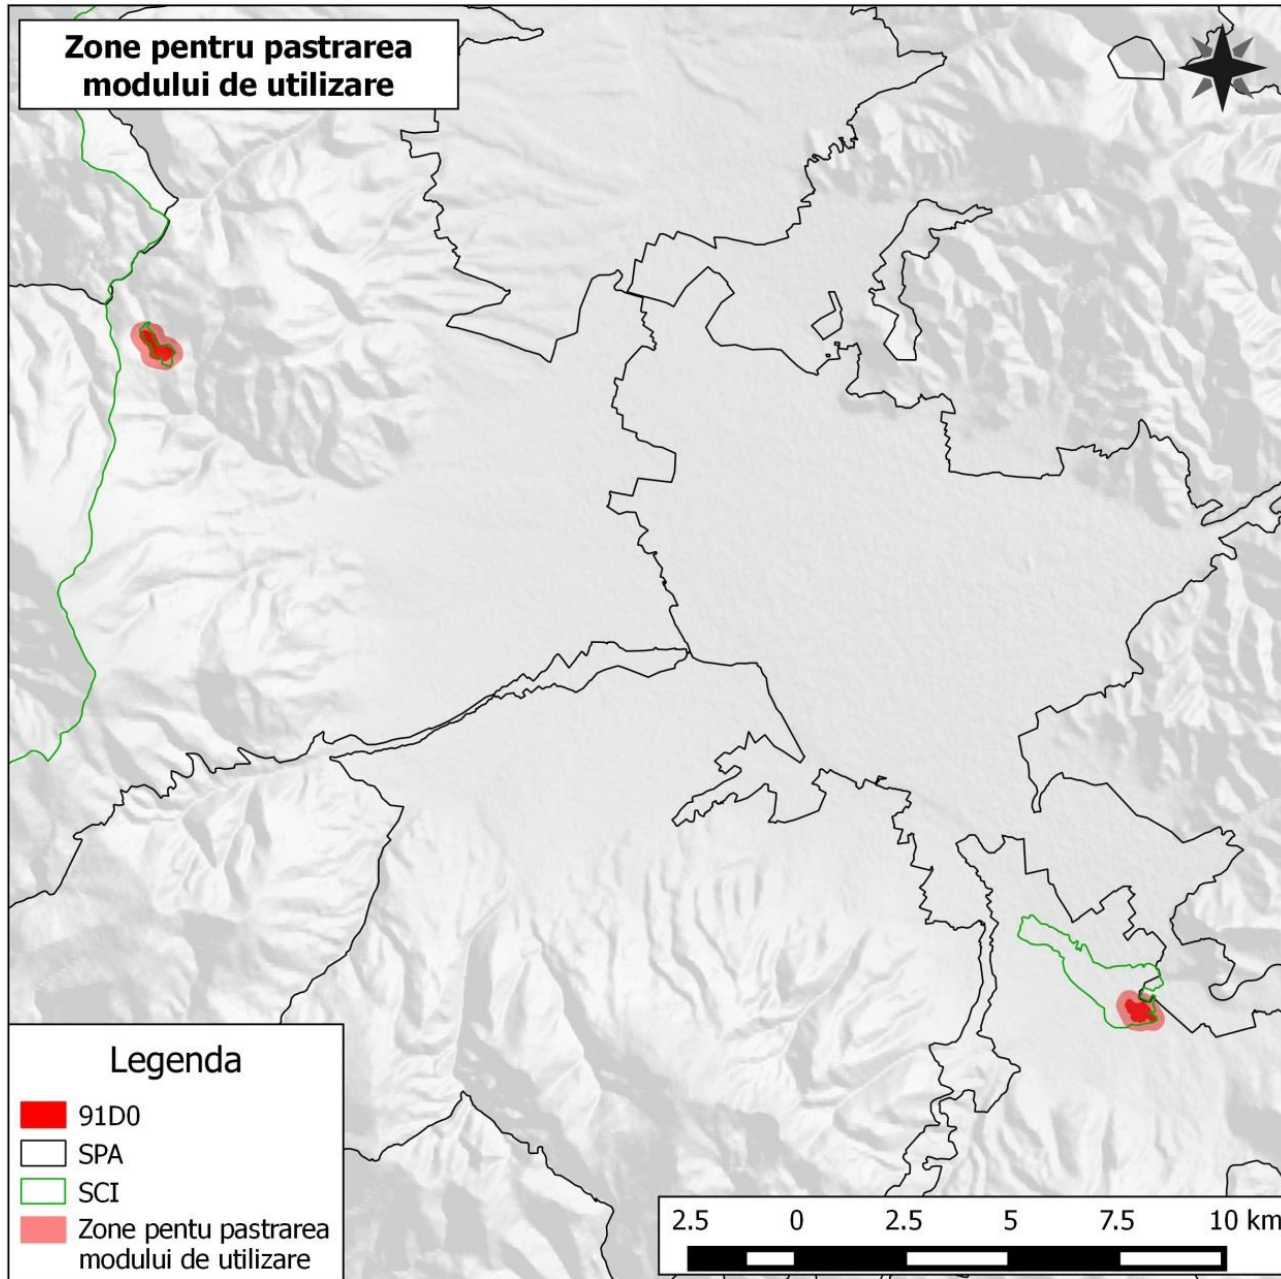 Zone pentru pastrarea
modului de utilizare
Legenda
91D0
SPA
SCI
Zone pentu pastrarea
modului de utilizare
2.5 0 2.5 5 7.5 10 km